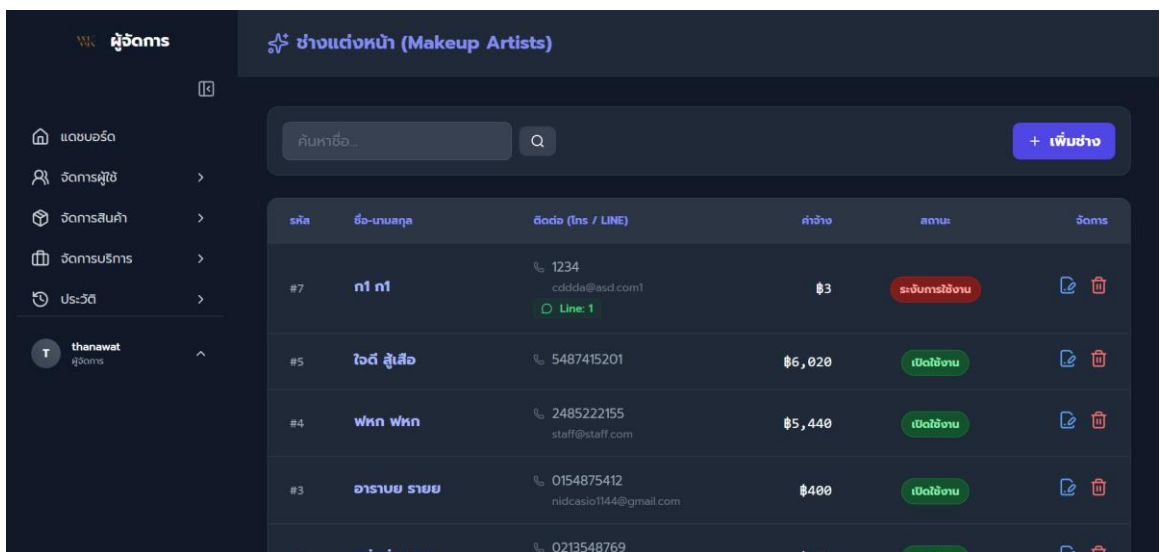 WK ผู้จัดการ
ช่างแต่งหน้า (Makeup Artists)
แดชบอร์ด
จัดการผู้ใช้
จัดการสินค้า
จัดการบริการ
ประวัติ
T thanawat
ผู้จัดการ
ค้นหาชื่อ...
+ เพิ่มช่าง
รหัส ชื่อ-นามสกุล ติดต่อ (โทร / LINE) ค่าจ้าง สถานะ จัดการ
#7 ก1 ก1 1234 ฿3 ระงับการใช้งาน
cddda@asd.com1
Line: 1
#5 ใจดี สู้เสือ 5487415201 ฿6,020 เปิดใช้งาน
#4 ฟหก ฟหก 2485222155 ฿5,440 เปิดใช้งาน
staff@staff.com
#3 อาราบย รายย 0154875412 ฿400 เปิดใช้งาน
nidcasio1144@gmail.com
0213548769